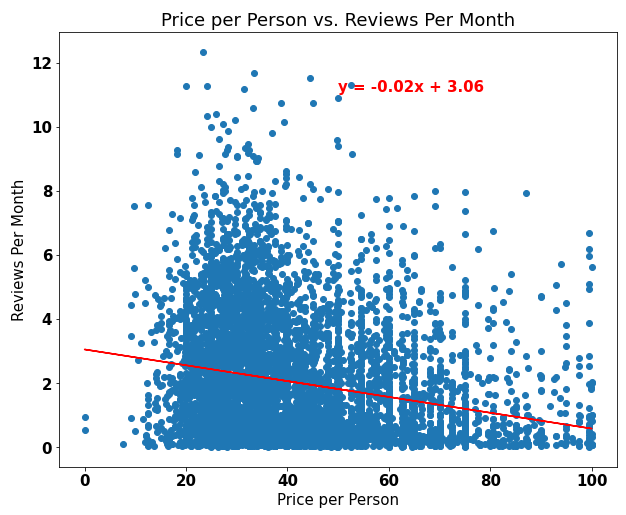 Price per Person vs. Reviews Per Month
y = -0.02x + 3.06
Reviews Per Month
12
10
8
6
4
2
0
0 20 40 60 80 100
Price per Person